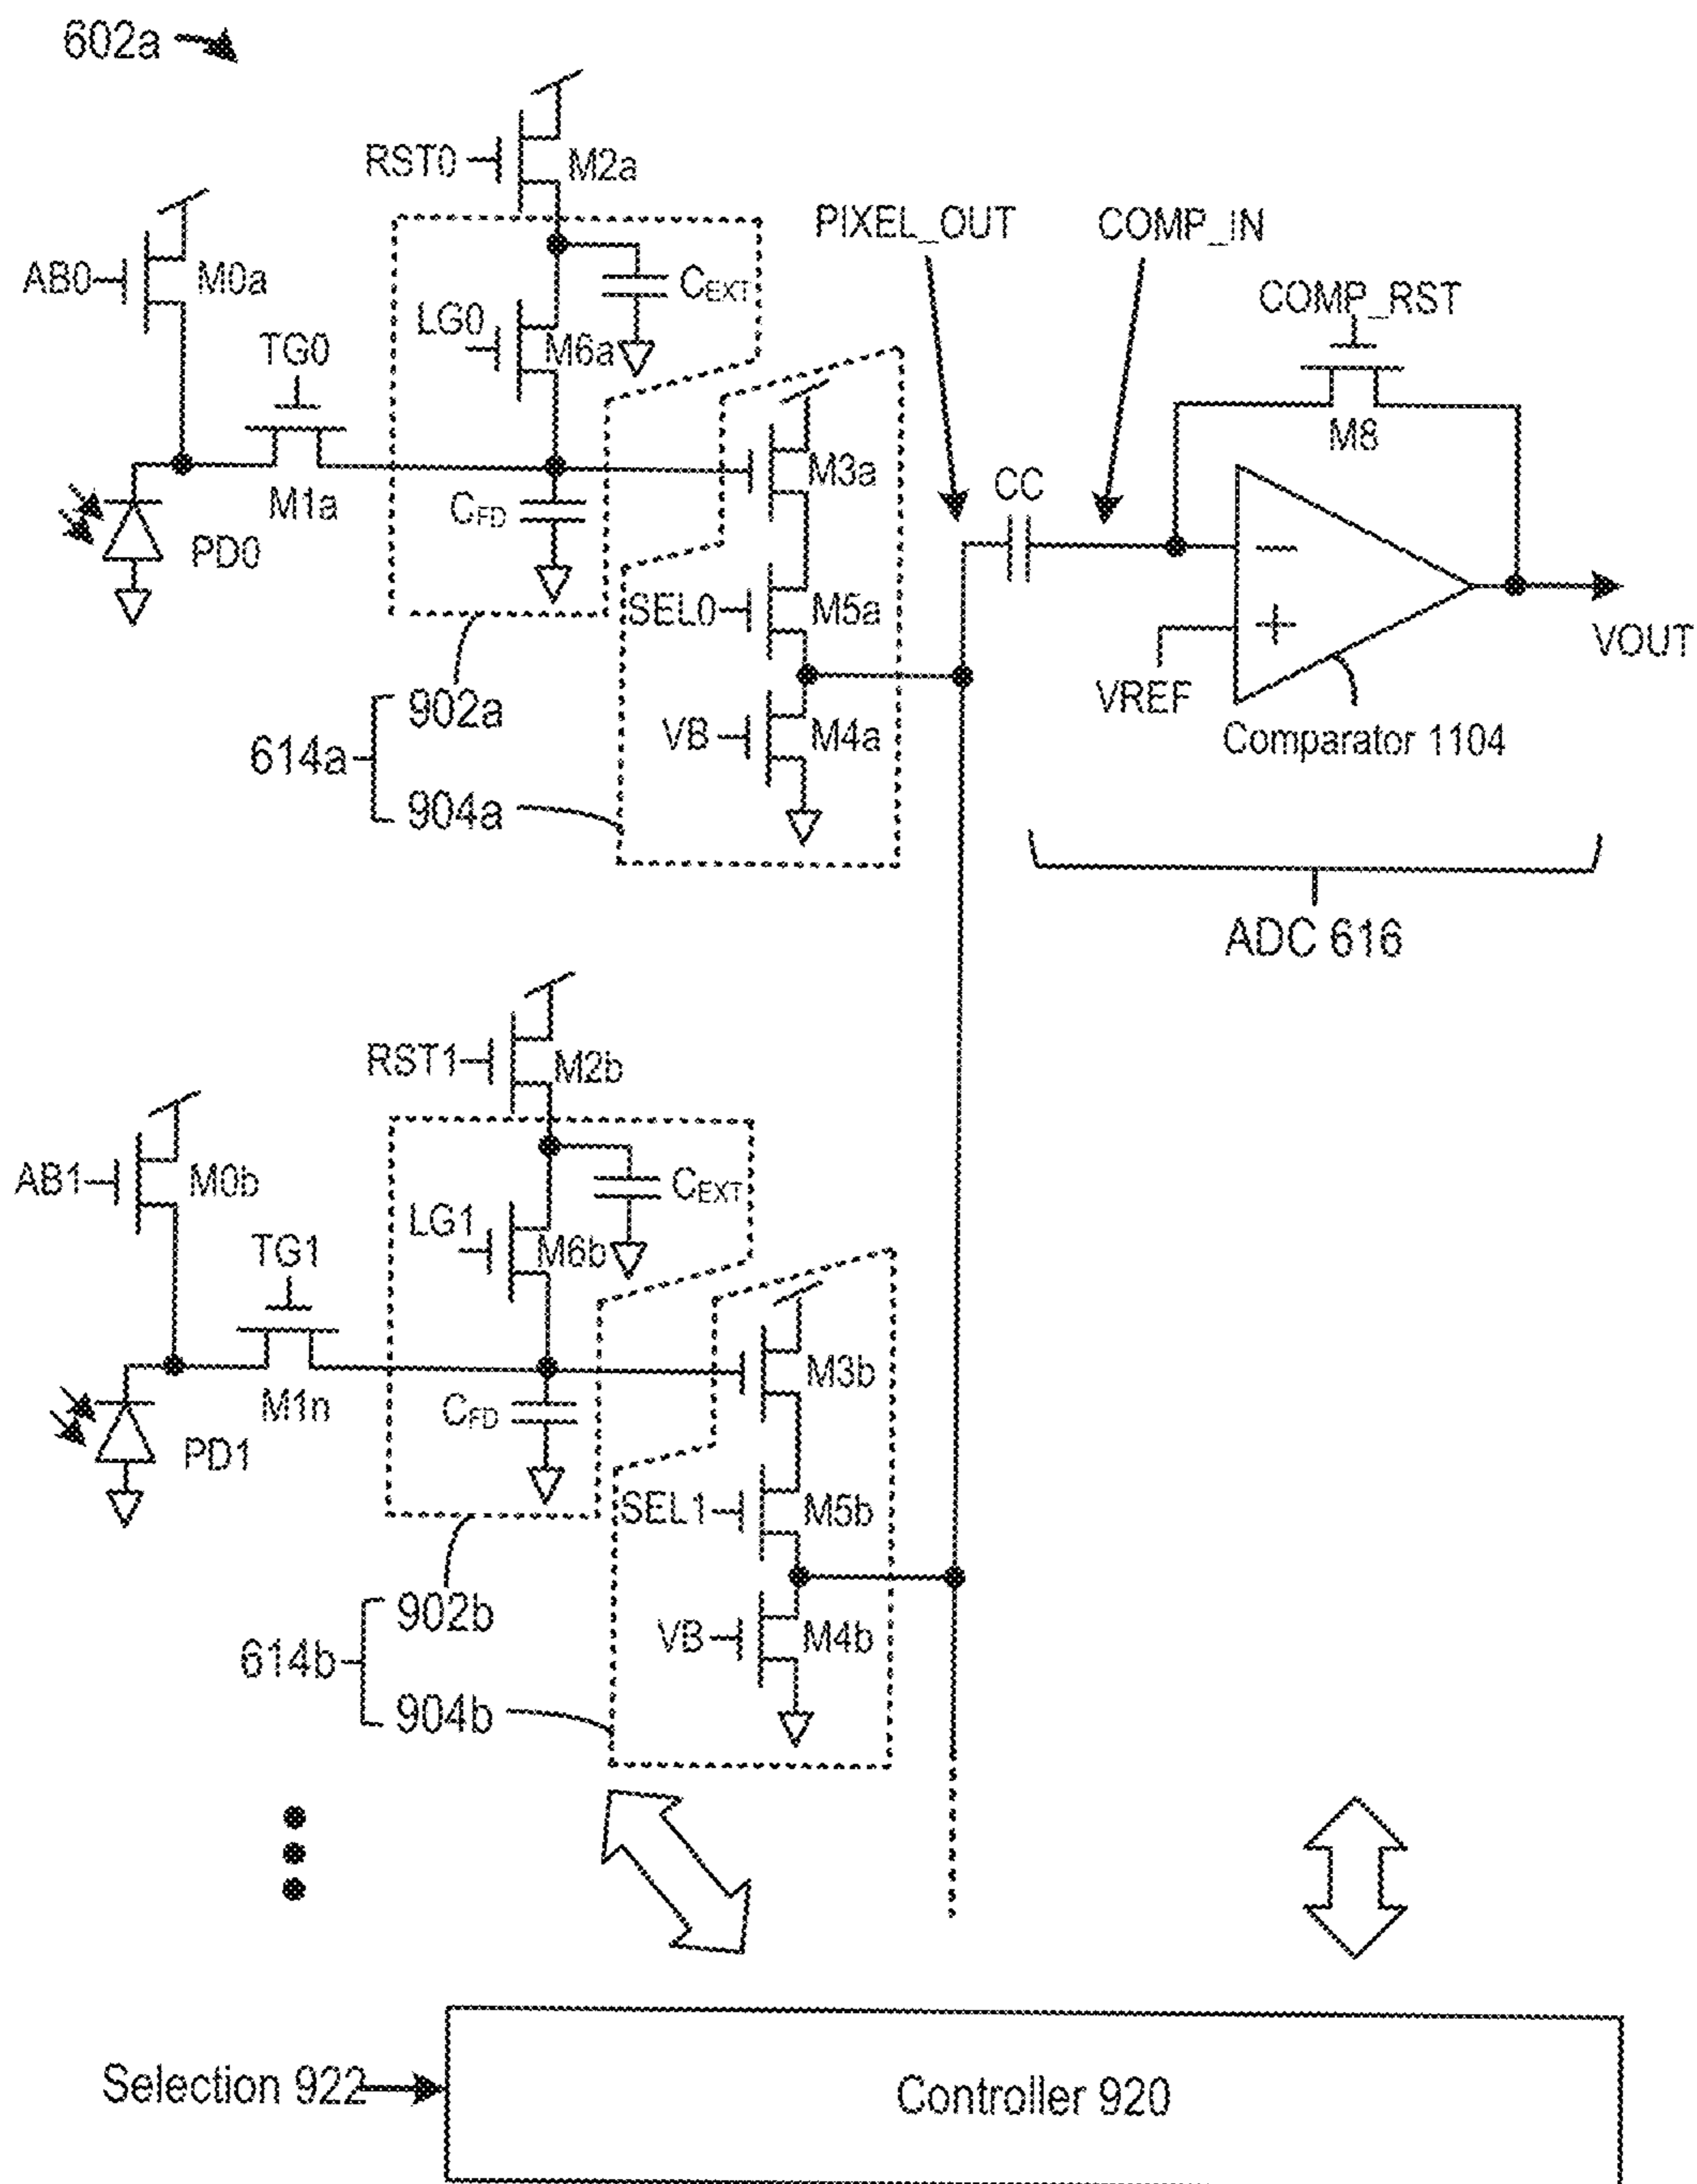 602a
RST0
M2a
PIXEL_OUT
COMP_IN
AB0
M0a
CEXT
COMP_RST
LG0
M6a
TG0
M8
M3a
CC
M1a
CFD
PD0
SEL0
M5a
VOUT
VREF
902a
VB
M4a
Comparator 1104
614a
904a
ADC 616
RST1
M2b
AB1
M0b
CEXT
LG1
M6b
TG1
M3b
M1n
CFD
PD1
SEL1
M5b
902b
VB
M4b
614b
904b
Selection 922
Controller 920